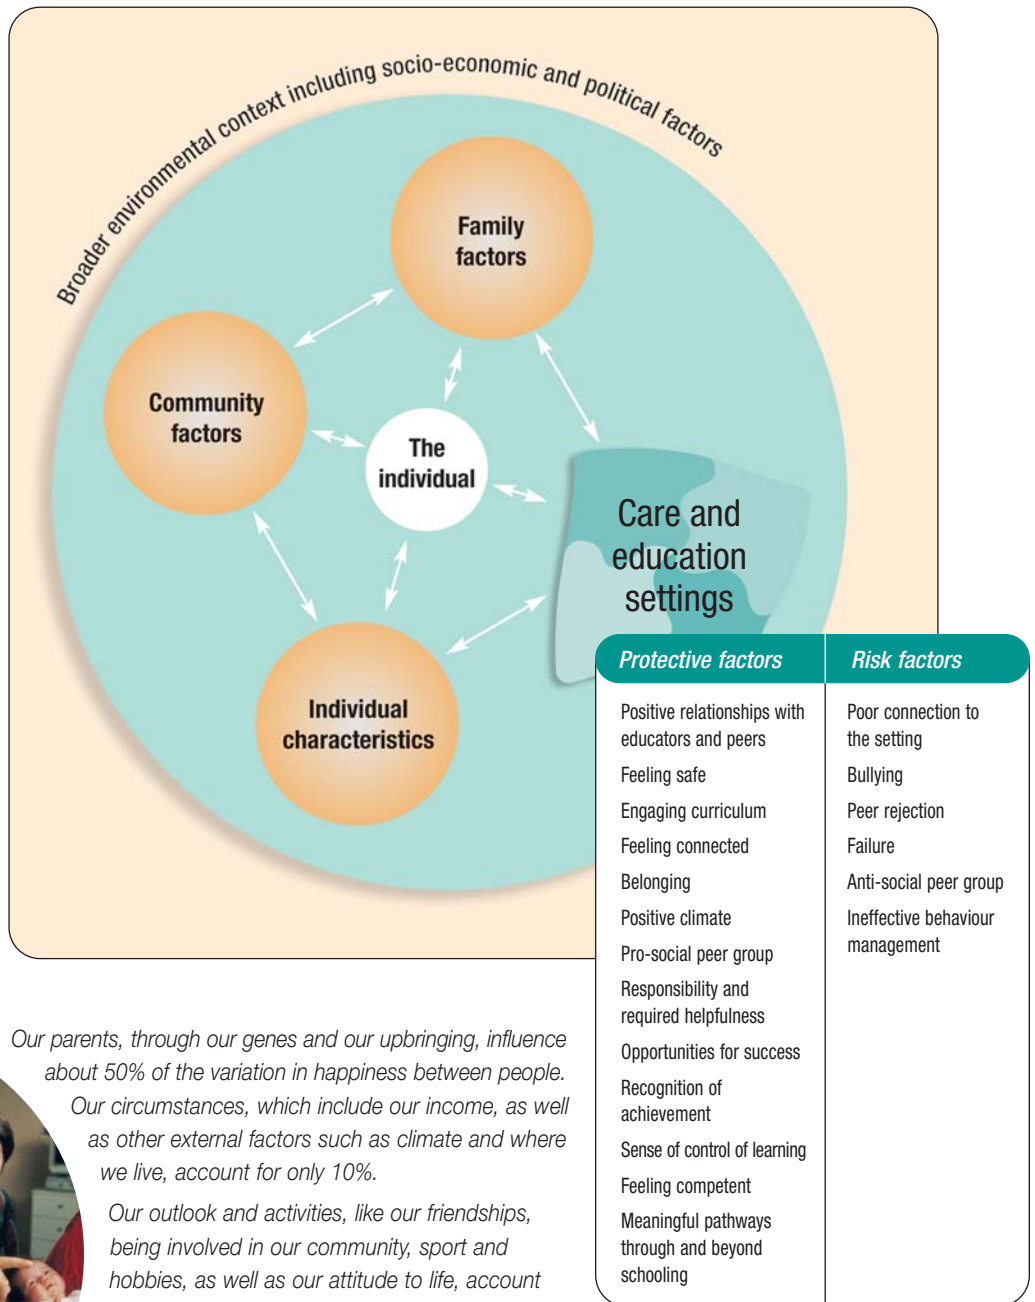 Broader environmental context including socio-economic and political factors
Family
factors
Community
factors
The
individual
Care and
education
settings
Individual
characteristics
Protective factors
Positive relationships with
educators and peers
Feeling safe
Engaging curriculum
Feeling connected
Belonging
Positive climate
Pro-social peer group
Responsibility and
required helpfulness
Opportunities for success
Recognition of
achievement
Sense of control of learning
Feeling competent
Meaningful pathways
through and beyond
schooling
Risk factors
Poor connection to
the setting
Bullying
Peer rejection
Failure
Anti-social peer group
Ineffective behaviour
management
Our parents, through our genes and our upbringing, influence
about 50% of the variation in happiness between people.
Our circumstances, which include our income, as well
as other external factors such as climate and where
we live, account for only 10%.
Our outlook and activities, like our friendships,
being involved in our community, sport and
hobbies, as well as our attitude to life, account